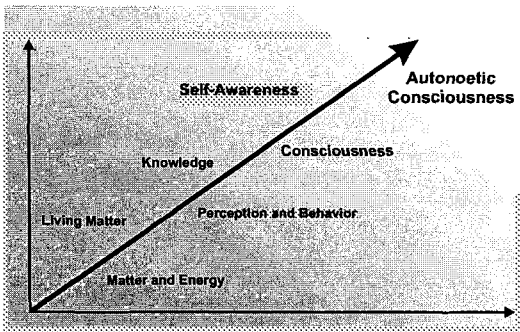 Self-Awareness
Autonoetic
Consciousness
Consciousness
Knowledge
Perception and Behavior
Living Matter
Matter and Energy